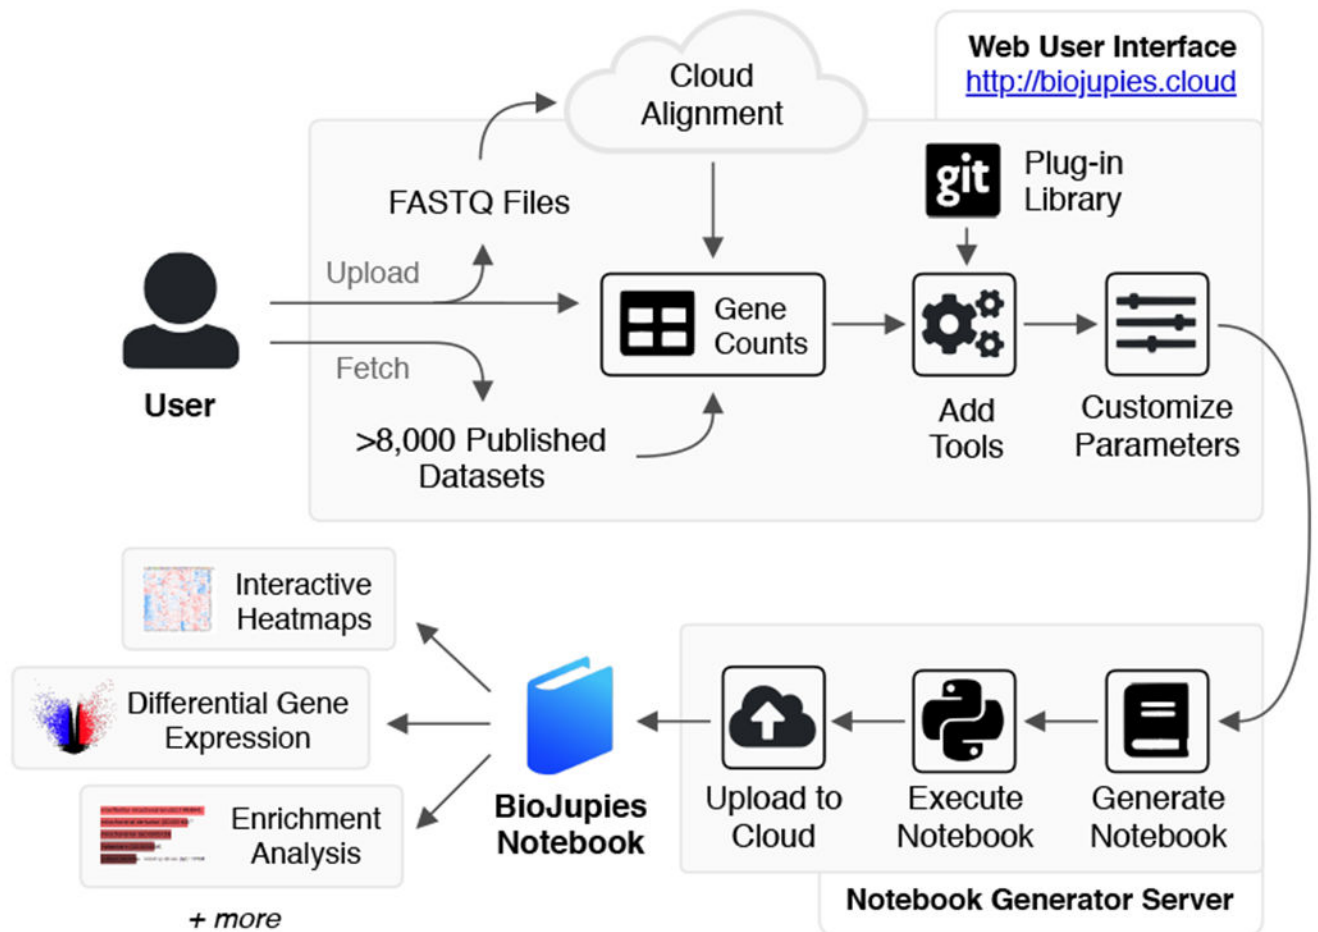 Cloud
Alignment
Web User Interface
http://biojupies.cloud
git
Plug-in
Library
FASTQ Files
Upload
Fetch
User
Gene
Counts
>8,000 Published
Datasets
Add
Tools
Customize
Parameters
Interactive
Heatmaps
Differential Gene
Expression
Enrichment
Analysis
+ more
BioJupies
Notebook
Upload to
Cloud
Execute
Notebook
Generate
Notebook
Notebook Generator Server